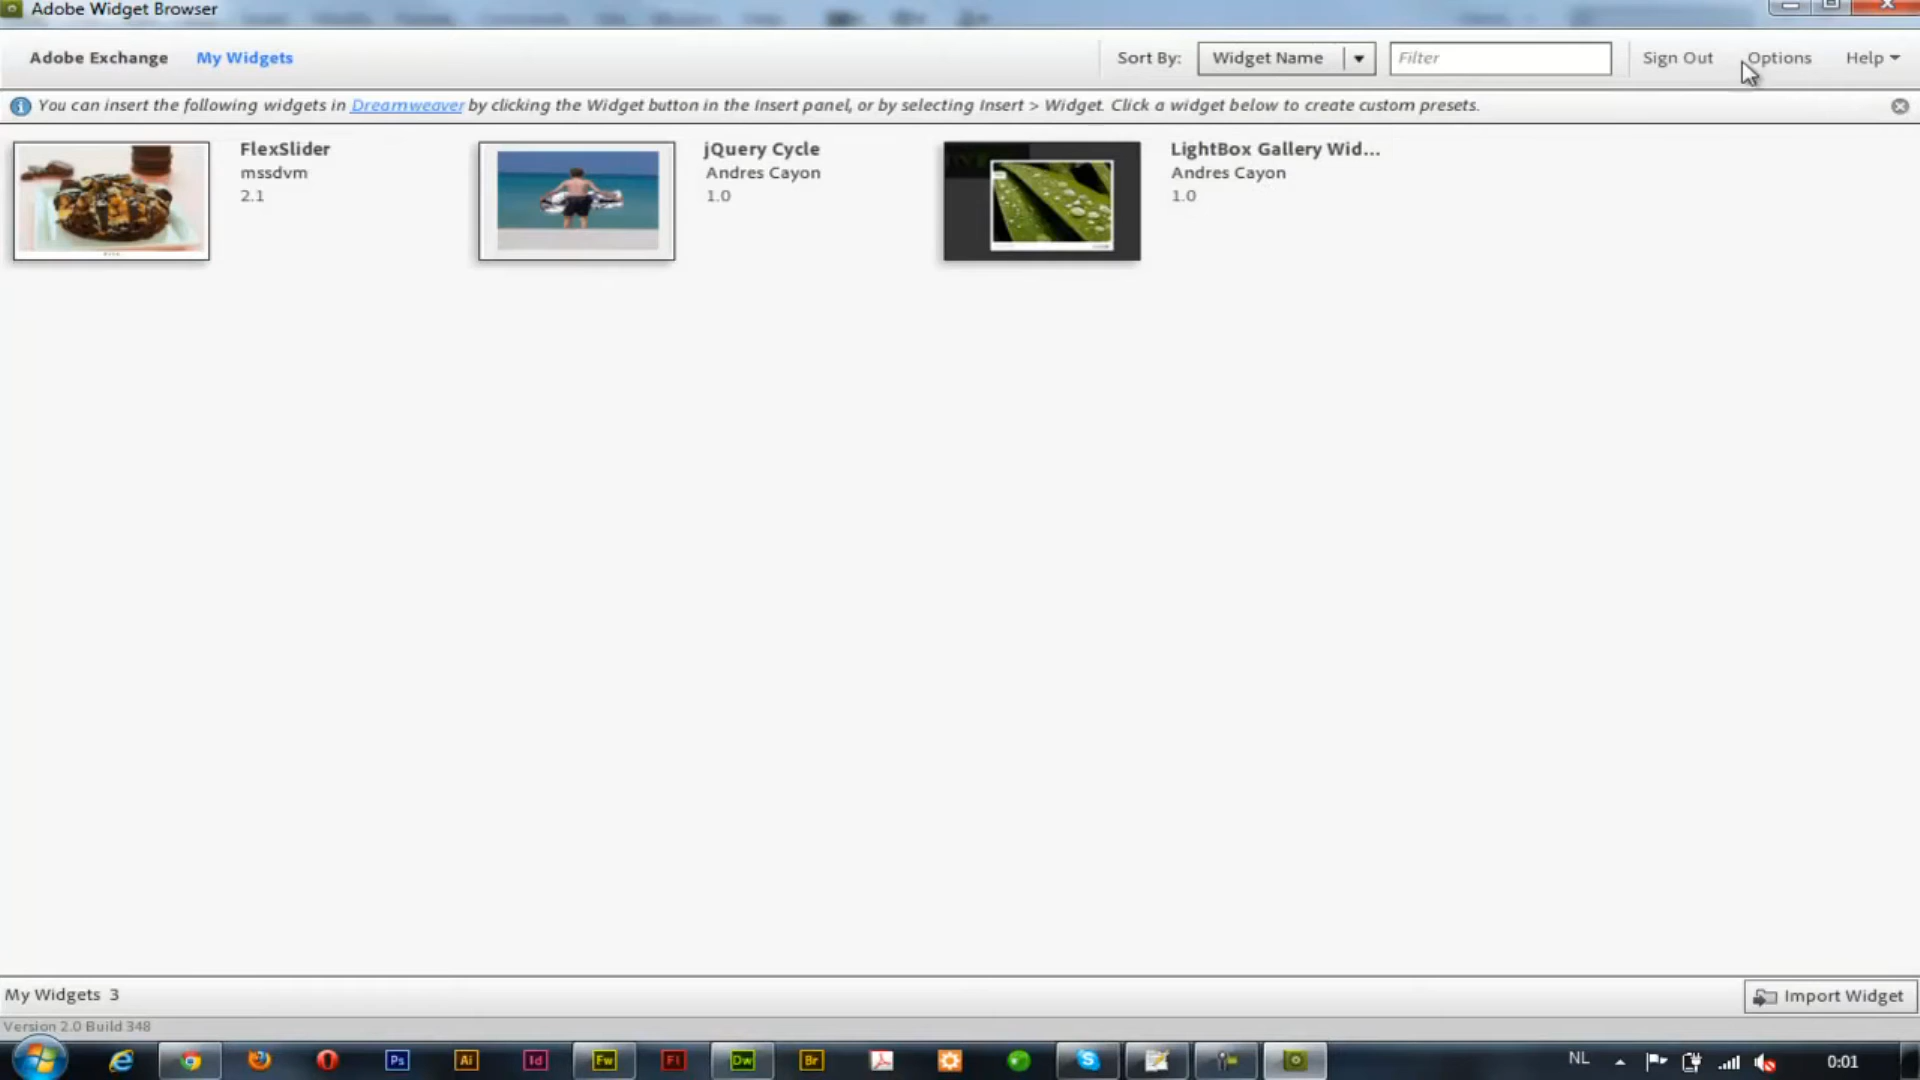 Adobe Widget Browser
Adobe Exchange My Widgets Sort By: Widget Name Filter Sign Out Options Help
You can insert the following widgets in Dreamweaver by clicking the Widget button in the Insert panel, or by selecting Insert > Widget. Click a widget below to create custom presets.
FlexSlider
mssdvm
2.1
jQuery Cycle
Andres Cayon
1.0
LightBox Gallery Wid...
Andres Cayon
1.0
My Widgets 3
Import Widget
Version 2.0 Build 348
Ps Ai Id Fw Fl Dw Br NL 0:01